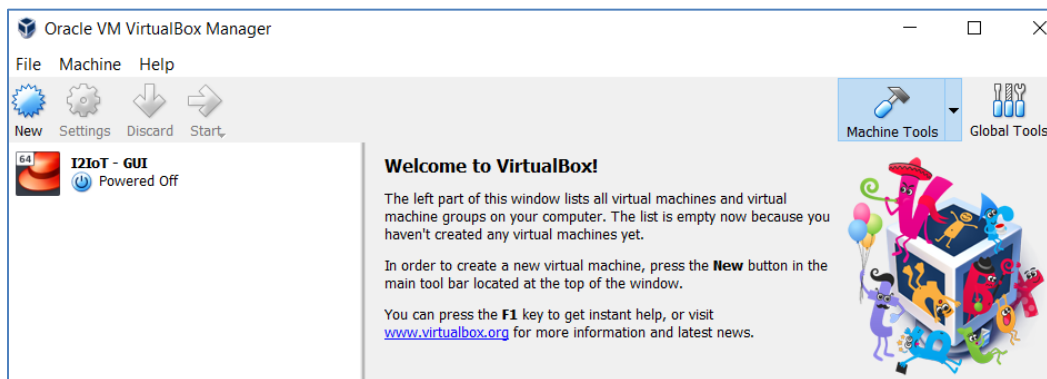 Oracle VM VirtualBox Manager
File Machine Help
New Settings Discard Start
Machine Tools Global Tools
64
I2IoT - GUI
Powered Off
Welcome to VirtualBox!
The left part of this window lists all virtual machines and virtual
machine groups on your computer. The list is empty now because you
haven't created any virtual machines yet.
In order to create a new virtual machine, press the New button in the
main tool bar located at the top of the window.
You can press the F1 key to get instant help, or visit
www.virtualbox.org for more information and latest news.